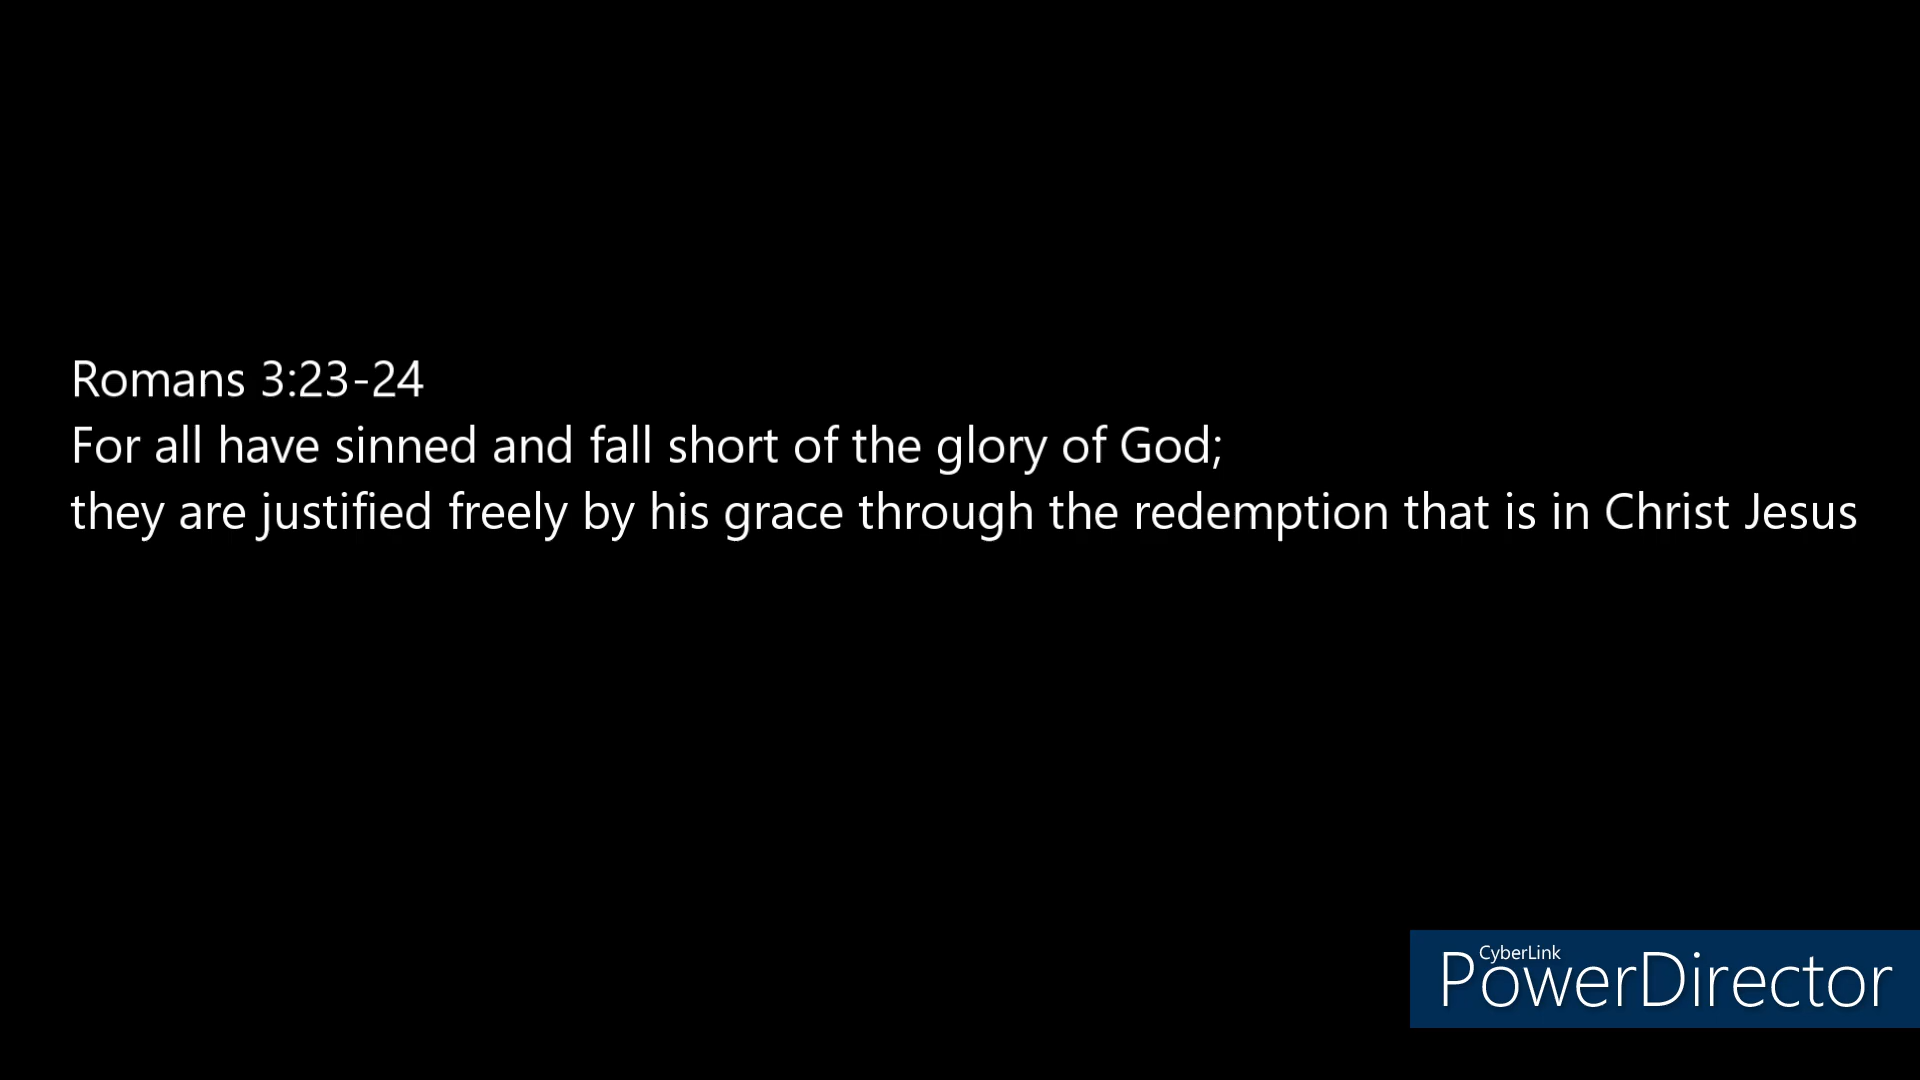 Romans 3:23-24
For all have sinned and fall short of the glory of God;
they are justified freely by his grace through the redemption that is in Christ Jesus
CyberLink
PowerDirector